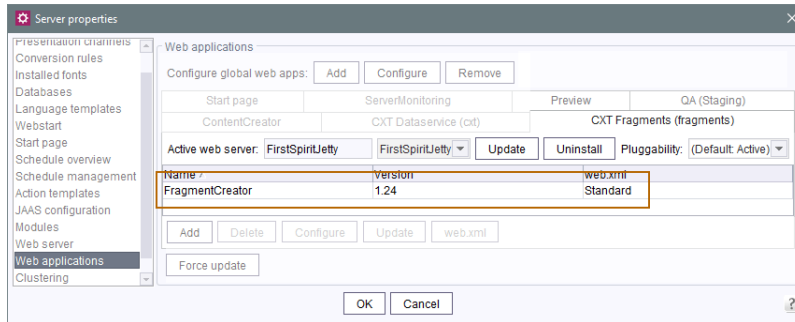 Server properties
Presentation channels
Conversion rules
Installed fonts
Databases
Language templates
Webstart
Start page
Schedule overview
Schedule management
Action templates
JAAS configuration
Modules
Web server
Web applications
Clustering
Web applications
Configure global web apps: Add Configure Remove
Start page ServerMonitoring Preview QA (Staging)
ContentCreator CXT Dataservice (cxt) CXT Fragments (fragments)
Active web server: FirstSpiritJetty FirstSpiritJetty Update Uninstall Pluggability: (Default: Active)
Name Version web.xml
FragmentCreator 1.24 Standard
Add Delete Configure Update web.xml
Force update
OK Cancel
?